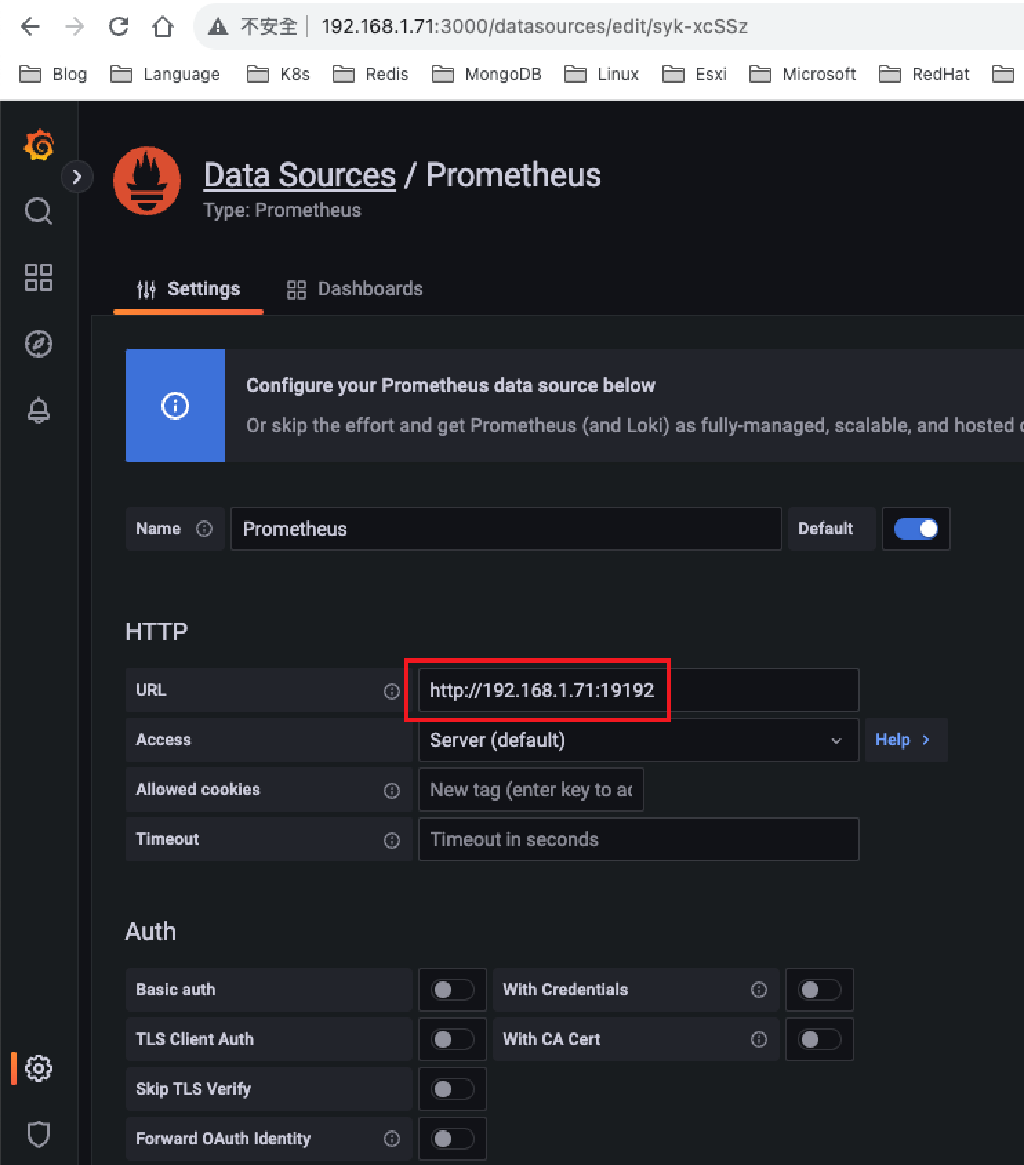 不安全 | 192.168.1.71:3000/datasources/edit/syk-xcSSz
Blog Language K8s Redis MongoDB Linux Esxi Microsoft RedHat
Data Sources / Prometheus
Type: Prometheus
Settings Dashboards
Configure your Prometheus data source below
Or skip the effort and get Prometheus (and Loki) as fully-managed, scalable, and hosted
Name Prometheus Default
HTTP
URL http://192.168.1.71:19192
Access Server (default) Help >
Allowed cookies New tag (enter key to ad
Timeout Timeout in seconds
Auth
Basic auth With Credentials
TLS Client Auth With CA Cert
Skip TLS Verify
Forward OAuth Identity